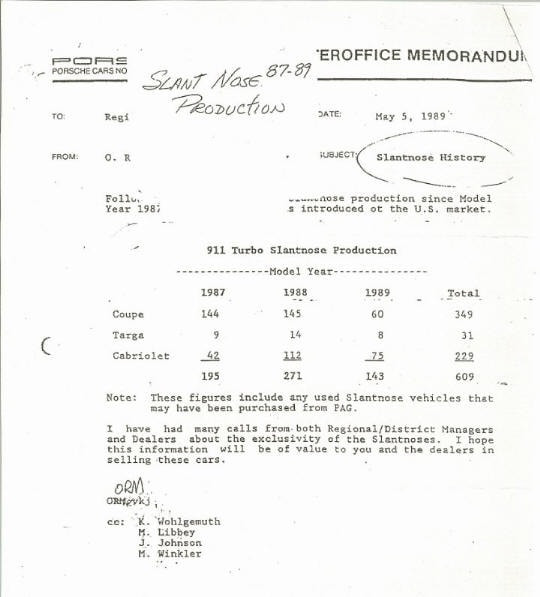 PORS
'EROFFICE MEMORANDU
PORSCHE CARS NO
SLANT NOSE 87-89
PRODUCTION
TO: Regi
DATE: May 5, 1989
FROM: O. R
SUBJECT: Slantnose History
nose production since Model
Year 1987 s introduced ot the U.S. market.
911 Turbo Slantnose Production
---------------Model Year---------------
1987 1988 1989 Total
Coupe 144 145 60 349
Targa 9 14 8 31
Cabriolet 42 112 75 229
195 271 143 609
Note: These figures include any used Slantnose vehicles that
may have been purchased from PAG.
I have had many calls from both Regional/District Managers
and Dealers about the exclusivity of the Slantnoses. I hope
this information will be of value to you and the dealers in
selling these cars.
ORM
cc: K. Wohlgemuth
M. Libbey
J. Johnson
M. Winkler